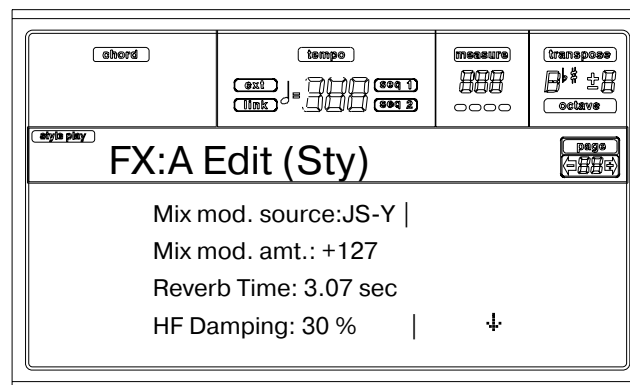 chord
tempo
measure
transpose
ext
seq 1
link
seq 2
octave
style play
FX:A Edit (Sty)
page
Mix mod. source:JS-Y |
Mix mod. amt.: +127
Reverb Time: 3.07 sec
HF Damping: 30 % |